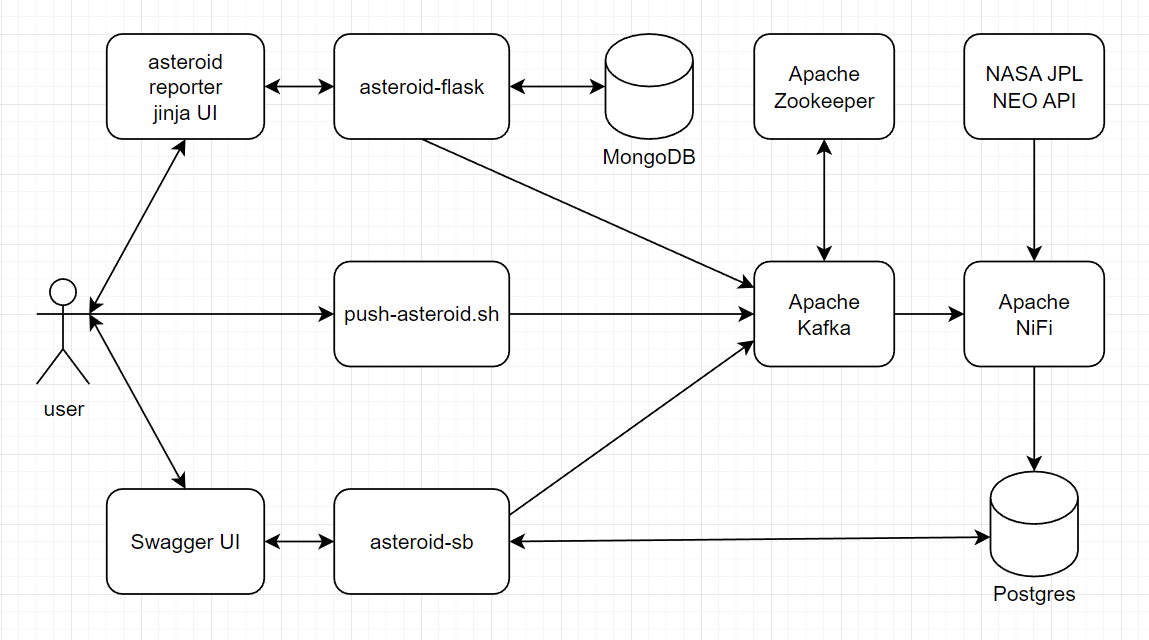 asteroid
reporter
jinja UI
asteroid-flask
MongoDB
Apache
Zookeeper
NASA JPL
NEO API
user
push-asteroid.sh
Apache
Kafka
Apache
NiFi
Swagger UI
asteroid-sb
Postgres